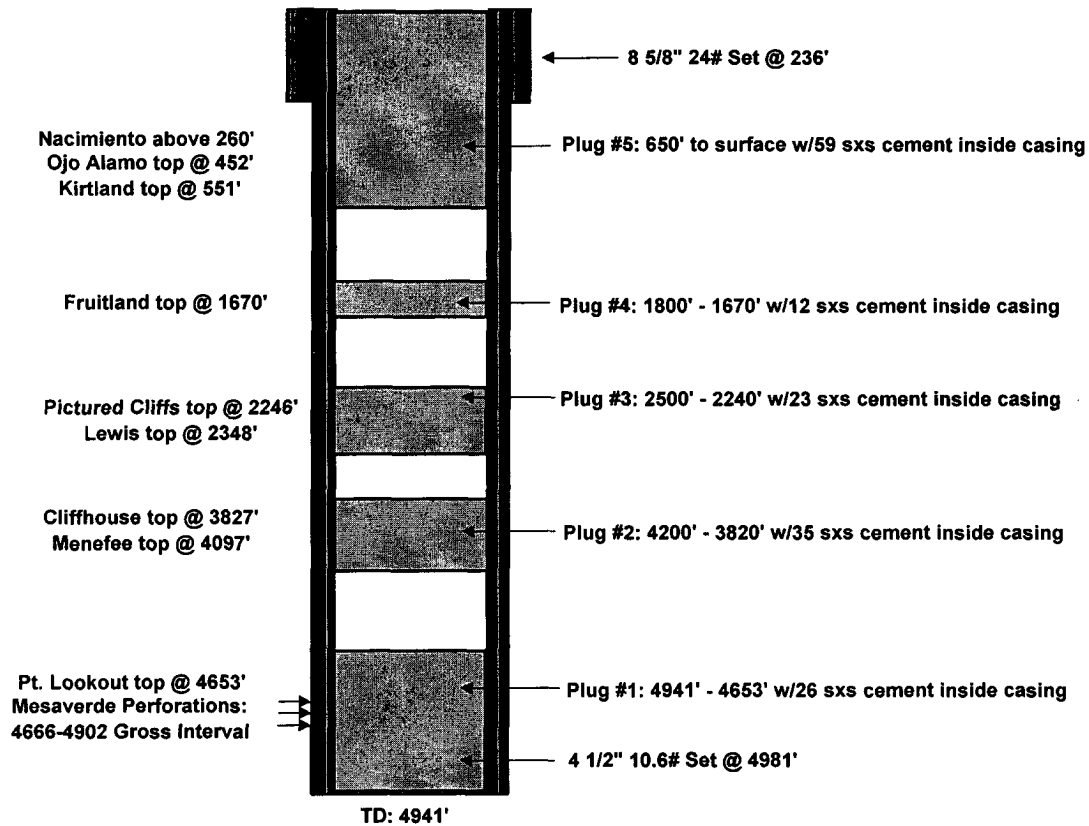 8 5/8" 24# Set @ 236'
Nacimiento above 260'
Ojo Alamo top @ 452'
Kirtland top @ 551'
Plug #5: 650' to surface w/59 sxs cement inside casing
Fruitland top @ 1670'
Plug #4: 1800' - 1670' w/12 sxs cement inside casing
Pictured Cliffs top @ 2246'
Lewis top @ 2348'
Plug #3: 2500' - 2240' w/23 sxs cement inside casing
Cliffhouse top @ 3827'
Menefee top @ 4097'
Plug #2: 4200' - 3820' w/35 sxs cement inside casing
Pt. Lookout top @ 4653'
Mesaverde Perforations:
4666-4902 Gross Interval
Plug #1: 4941' - 4653' w/26 sxs cement inside casing
4 1/2" 10.6# Set @ 4981'
TD: 4941'